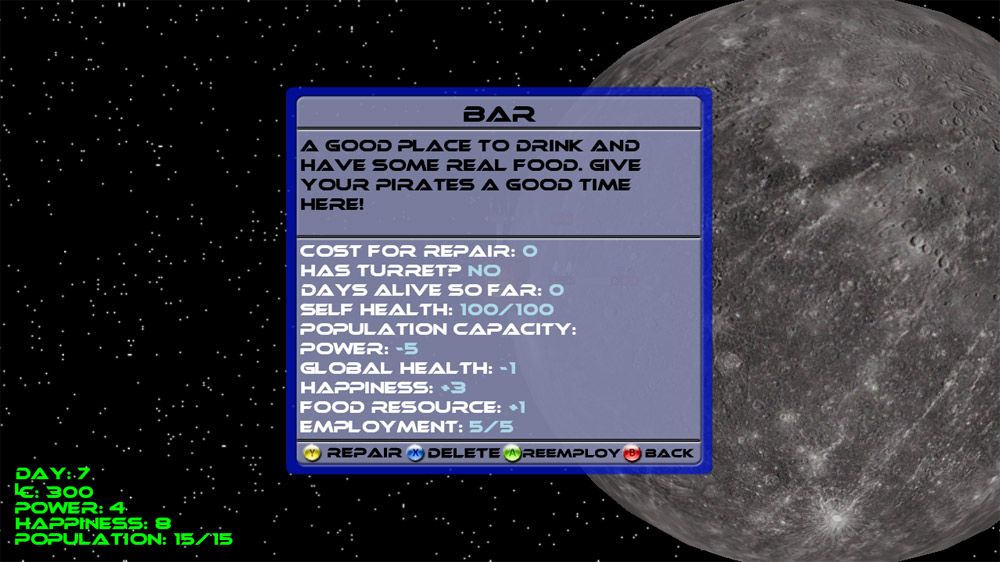 BAR
A GOOD PLACE TO DRINK AND
HAVE SOME REAL FOOD. GIVE
YOUR PIRATES A GOOD TIME
HERE!
COST FOR REPAIR: 0
HAS TURRET? NO
DAYS ALIVE SO FAR: 0
SELF HEALTH: 100/100
POPULATION CAPACITY:
POWER: -5
GLOBAL HEALTH: -1
HAPPINESS: +3
FOOD RESOURCE: +1
EMPLOYMENT: 5/5
Y REPAIR X DELETE A REEMPLOY B BACK
DAY: 7
€: 300
POWER: 4
HAPPINESS: 8
POPULATION: 15/15